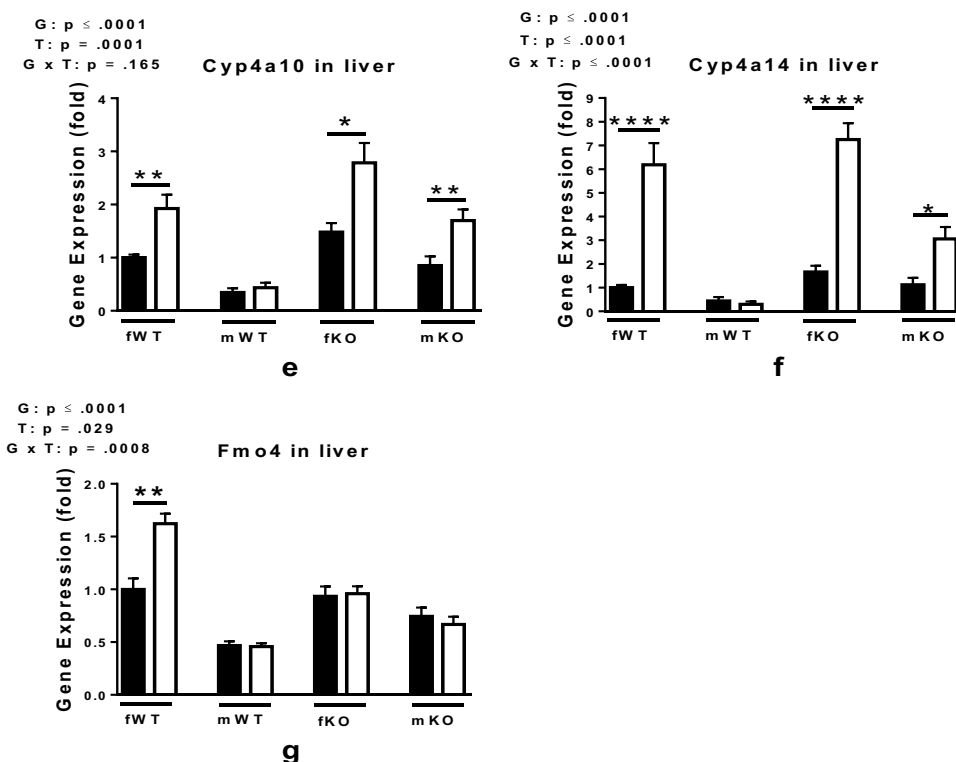 G: p ≤ .0001
T: p = .0001
G x T: p = .165
Cyp4a10 in liver
Gene Expression (fold)
4
3
2
1
0
**
*
**
fWT
mWT
fKO
mKO
e
G: p ≤ .0001
T: p ≤ .0001
G x T: p ≤ .0001
Cyp4a14 in liver
Gene Expression (fold)
9
8
7
6
5
4
3
2
1
0
****
****
*
fWT
mWT
fKO
mKO
f
G: p ≤ .0001
T: p = .029
G x T: p = .0008
Fmo4 in liver
Gene Expression (fold)
2.0
1.5
1.0
0.5
0.0
**
fWT
mWT
fKO
mKO
g